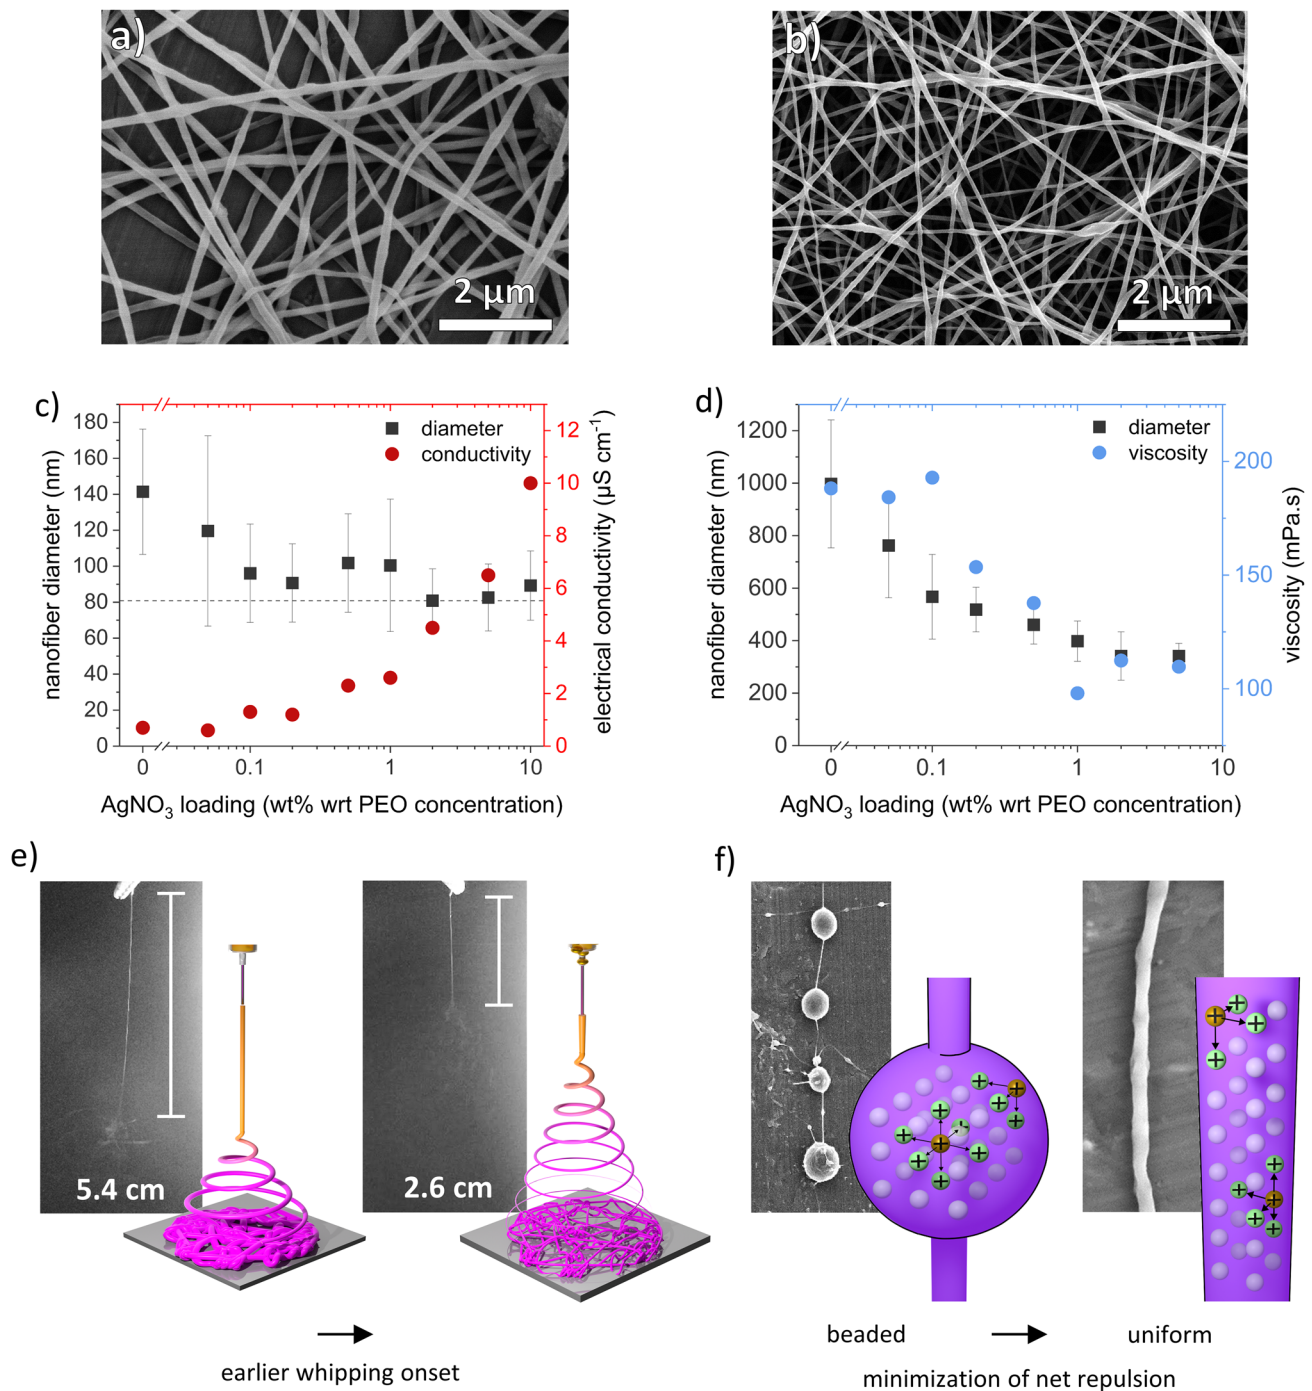 a)
2 μm
b)
2 μm
c)
nanofiber diameter (nm)
180
160
140
120
100
80
60
40
20
0
diameter
conductivity
12
10
8
6
4
2
0
electrical conductivity (μS cm⁻¹)
0
0.1
1
10
AgNO₃ loading (wt% wrt PEO concentration)
d)
nanofiber diameter (nm)
1200
1000
800
600
400
200
0
diameter
viscosity
200
150
100
viscosity (mPa.s)
0
0.1
1
10
AgNO₃ loading (wt% wrt PEO concentration)
e)
5.4 cm
2.6 cm
earlier whipping onset
f)
+ + + + + + + + + + +
+ + + + + + + + +
beaded
uniform
minimization of net repulsion